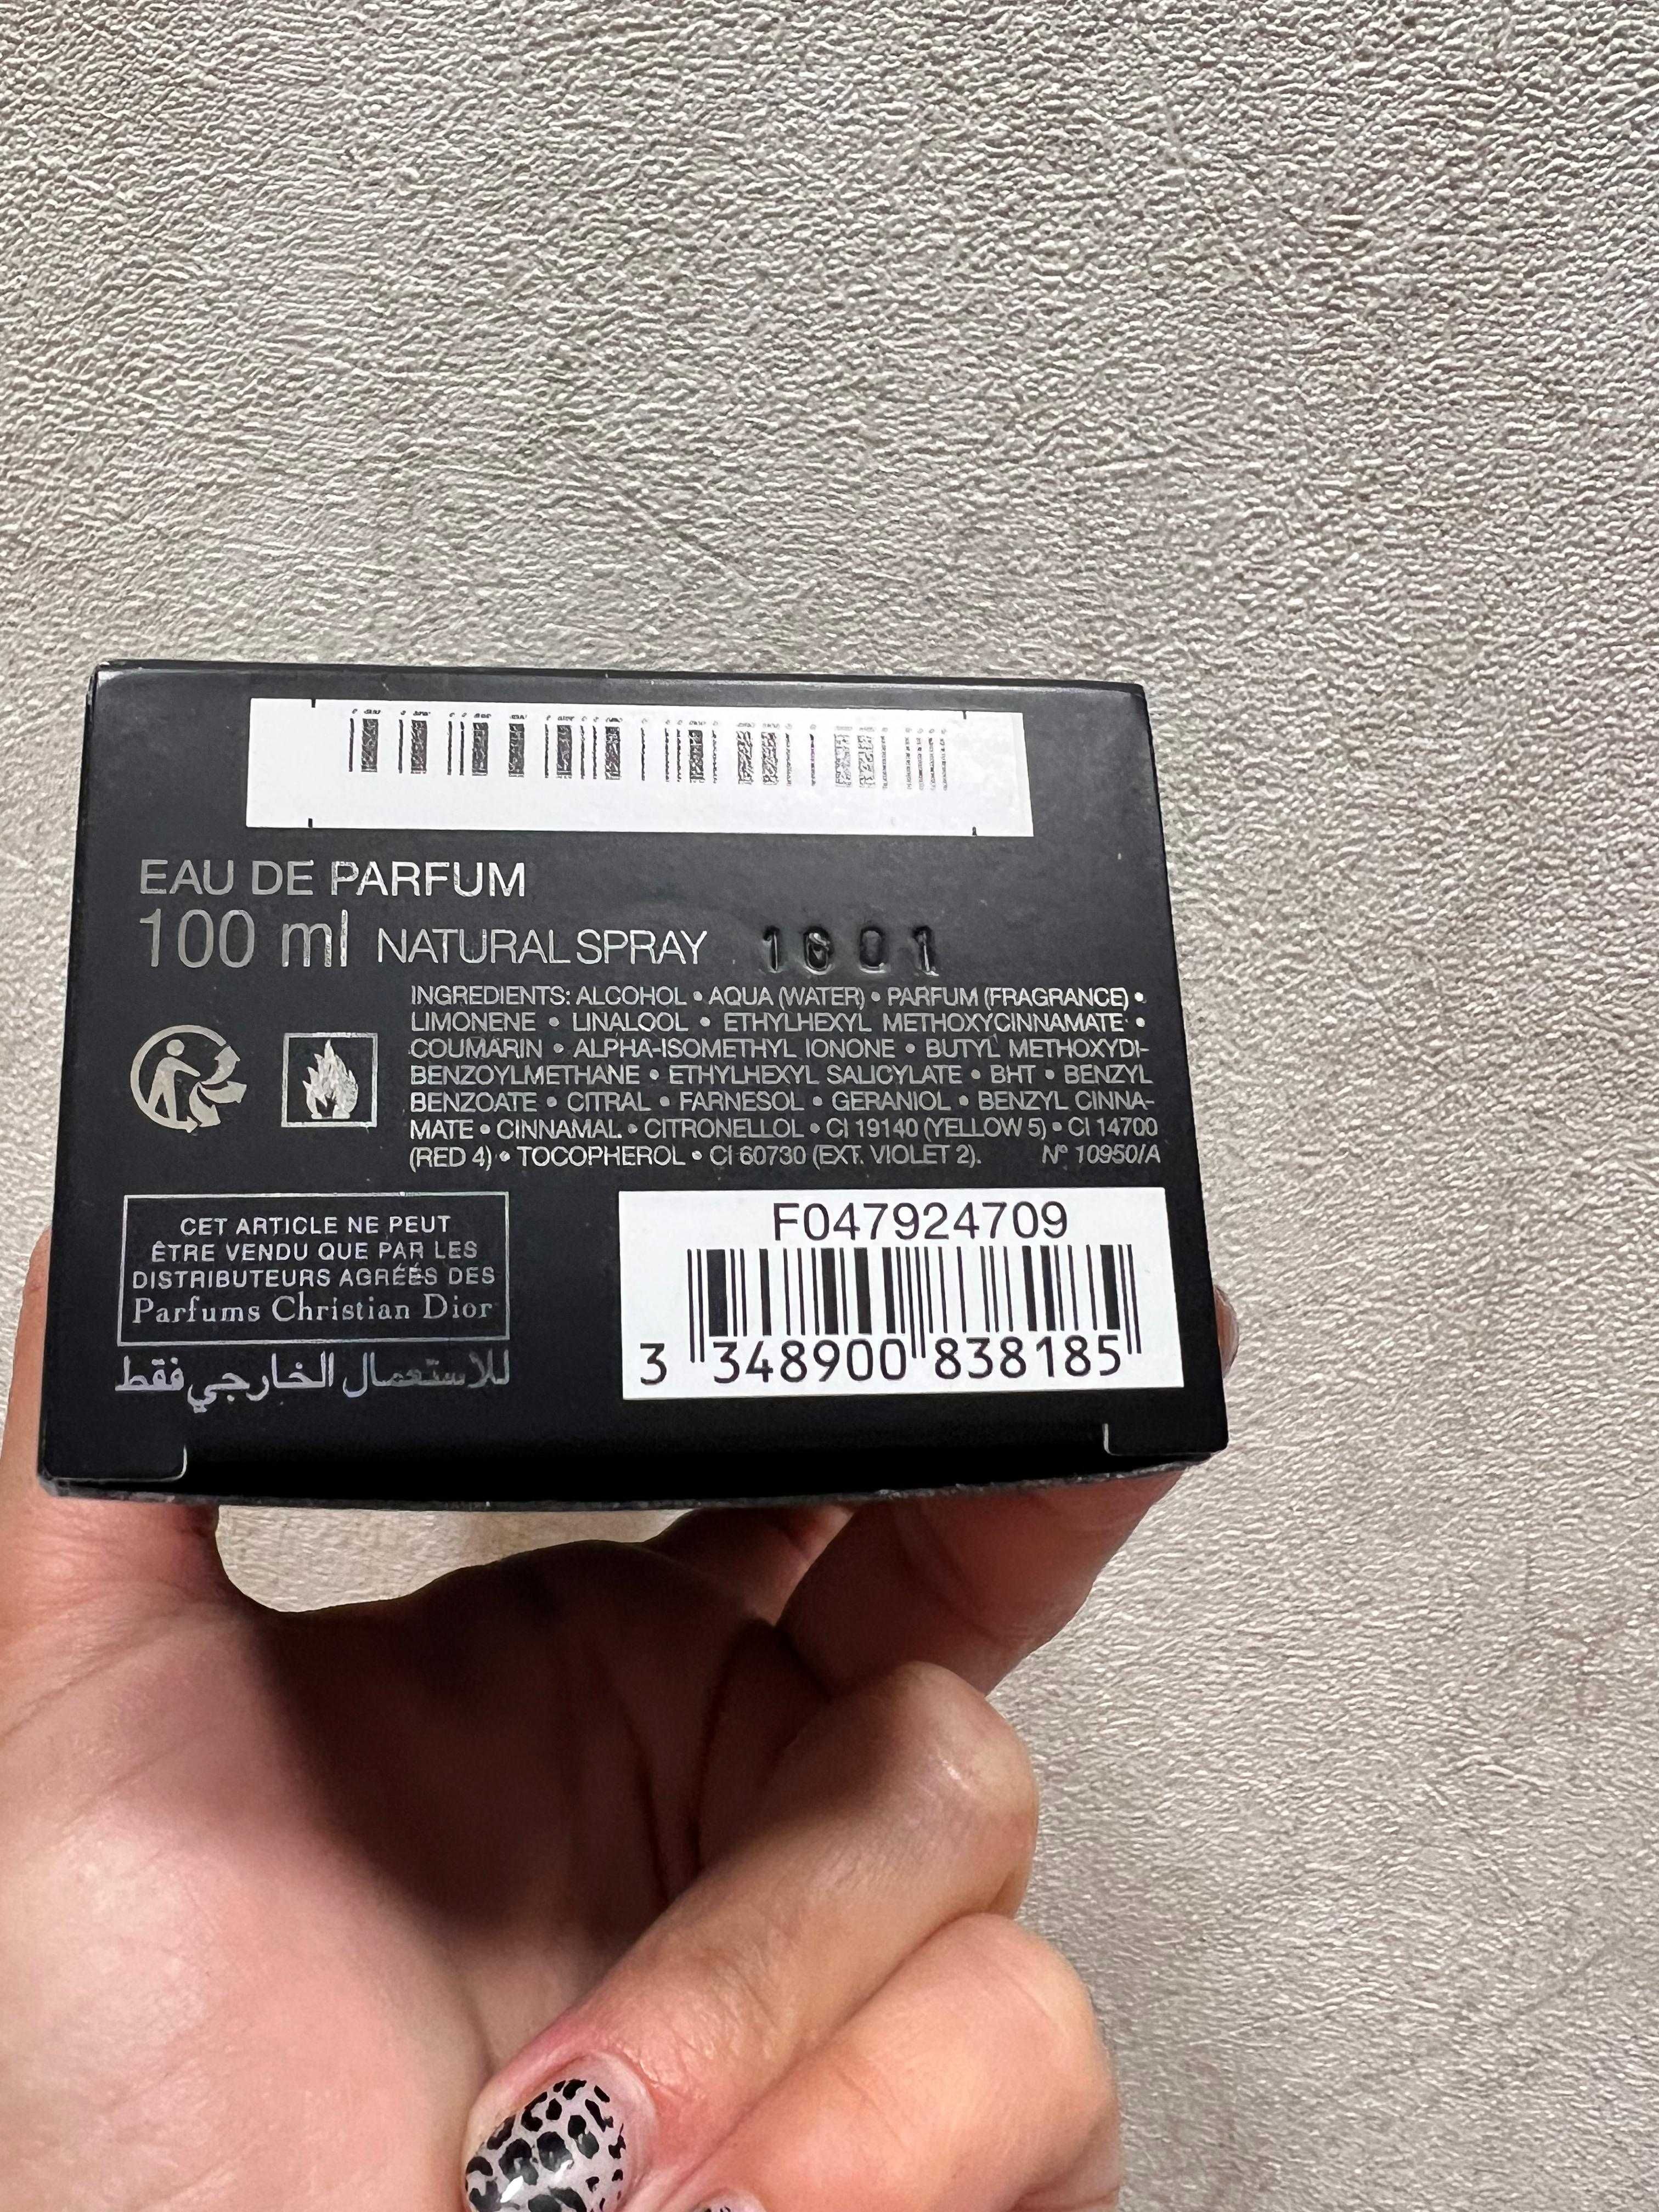 EAU DE PARFUM
100 ml NATURAL SPRAY 1001
INGREDIENTS: ALCOHOL • AQUA (WATER) • PARFUM (FRAGRANCE) •
LIMONENE • LINALOOL • ETHYLHEXYL METHOXYCINNAMATE •
COUMARIN • ALPHA-ISOMETHYL IONONE • BUTYL METHOXYDI-
BENZOYLMETHANE • ETHYLHEXYL SALICYLATE • BHT • BENZYL
BENZOATE • CITRAL • FARNESOL • GERANIOL • BENZYL CINNA-
MATE • CINNAMAL • CITRONELLOL • CI 19140 (YELLOW 5) • CI 14700
(RED 4) • TOCOPHEROL • CI 60730 (EXT. VIOLET 2). N° 10950/A
CET ARTICLE NE PEUT
ÊTRE VENDU QUE PAR LES
DISTRIBUTEURS AGRÉÉS DES
Parfums Christian Dior
للاستعمال الخارجي فقط
F047924709
3 348900 838185